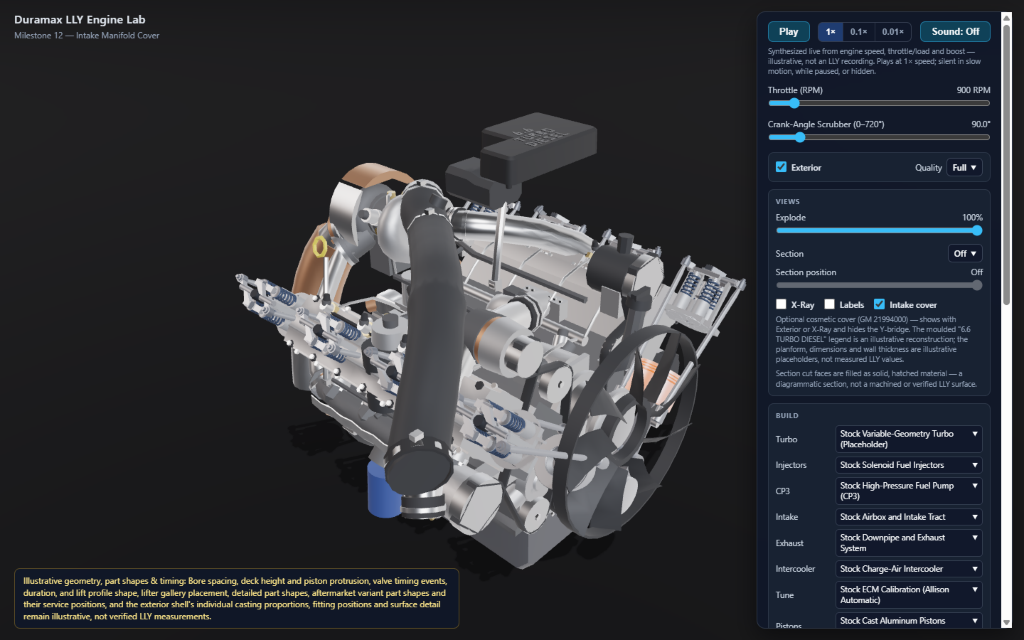 Duramax LLY Engine Lab
Milestone 12 — Intake Manifold Cover
Play
1×
0.1×
0.01×
Sound: Off
Synthesized live from engine speed, throttle/load and boost —
illustrative, not an LLY recording. Plays at 1× speed; silent in slow
motion, while paused, or hidden.
Throttle (RPM)
900 RPM
Crank-Angle Scrubber (0–720°)
90.0°
Exterior
Quality
Full
VIEWS
Explode
100%
Section
Off
Section position
Off
X-Ray
Labels
Intake cover
Optional cosmetic cover (GM 21994000) — shows with
Exterior or X-Ray and hides the Y-bridge. The moulded "6.6
TURBO DIESEL" legend is an illustrative reconstruction; the
planform, dimensions and wall thickness are illustrative
placeholders, not measured LLY values.
Section cut faces are filled as solid, hatched material — a
diagrammatic section, not a machined or verified LLY surface.
BUILD
Turbo
Stock Variable-Geometry Turbo
(Placeholder)
Injectors
Stock Solenoid Fuel Injectors
CP3
Stock High-Pressure Fuel Pump
(CP3)
Intake
Stock Airbox and Intake Tract
Exhaust
Stock Downpipe and Exhaust
System
Intercooler
Stock Charge-Air Intercooler
Tune
Stock ECM Calibration (Allison
Automatic)
Pistons
Stock Cast Aluminum Pistons
Illustrative geometry, part shapes & timing: Bore spacing, deck height and piston protrusion, valve timing events,
duration, and lift profile shape, lifter gallery placement, detailed part shapes, aftermarket variant part shapes and
their service positions, and the exterior shell's individual casting proportions, fitting positions and surface detail
remain illustrative, not verified LLY measurements.